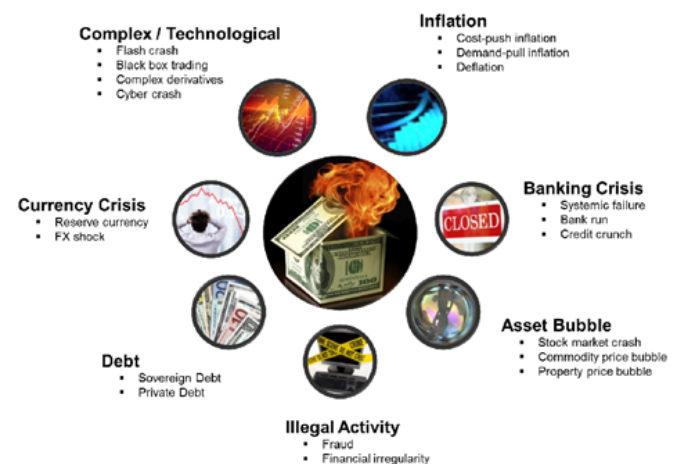 Complex / Technological
▪ Flash crash
▪ Black box trading
▪ Complex derivatives
▪ Cyber crash
Inflation
▪ Cost-push inflation
▪ Demand-pull inflation
▪ Deflation
Currency Crisis
▪ Reserve currency
▪ FX shock
Banking Crisis
▪ Systemic failure
▪ Bank run
▪ Credit crunch
CLOSED
100
10
Debt
▪ Sovereign Debt
▪ Private Debt
Asset Bubble
▪ Stock market crash
▪ Commodity price bubble
▪ Property price bubble
Illegal Activity
▪ Fraud
▪ Financial irregularity